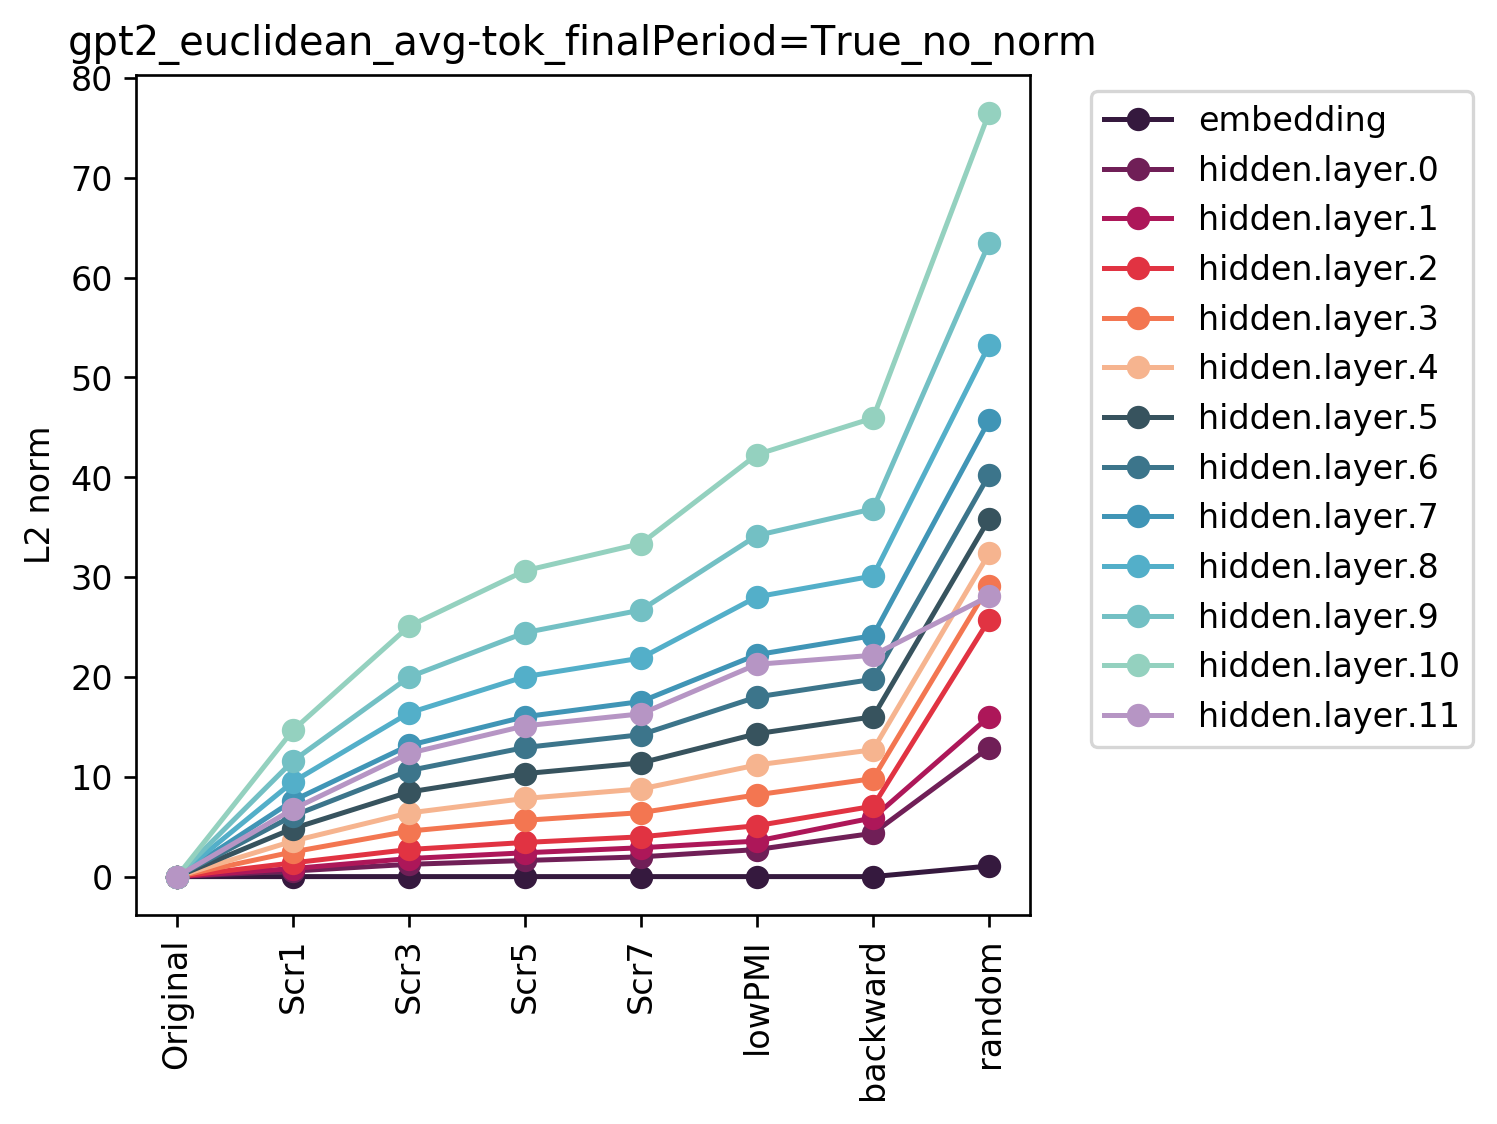 gpt2_euclidean_avg-tok_finalPeriod=True_no_norm
80
70
60
50
40
30
20
10
0
L2 norm
Original
Scr1
Scr3
Scr5
Scr7
lowPMI
backward
random
embedding
hidden.layer.0
hidden.layer.1
hidden.layer.2
hidden.layer.3
hidden.layer.4
hidden.layer.5
hidden.layer.6
hidden.layer.7
hidden.layer.8
hidden.layer.9
hidden.layer.10
hidden.layer.11